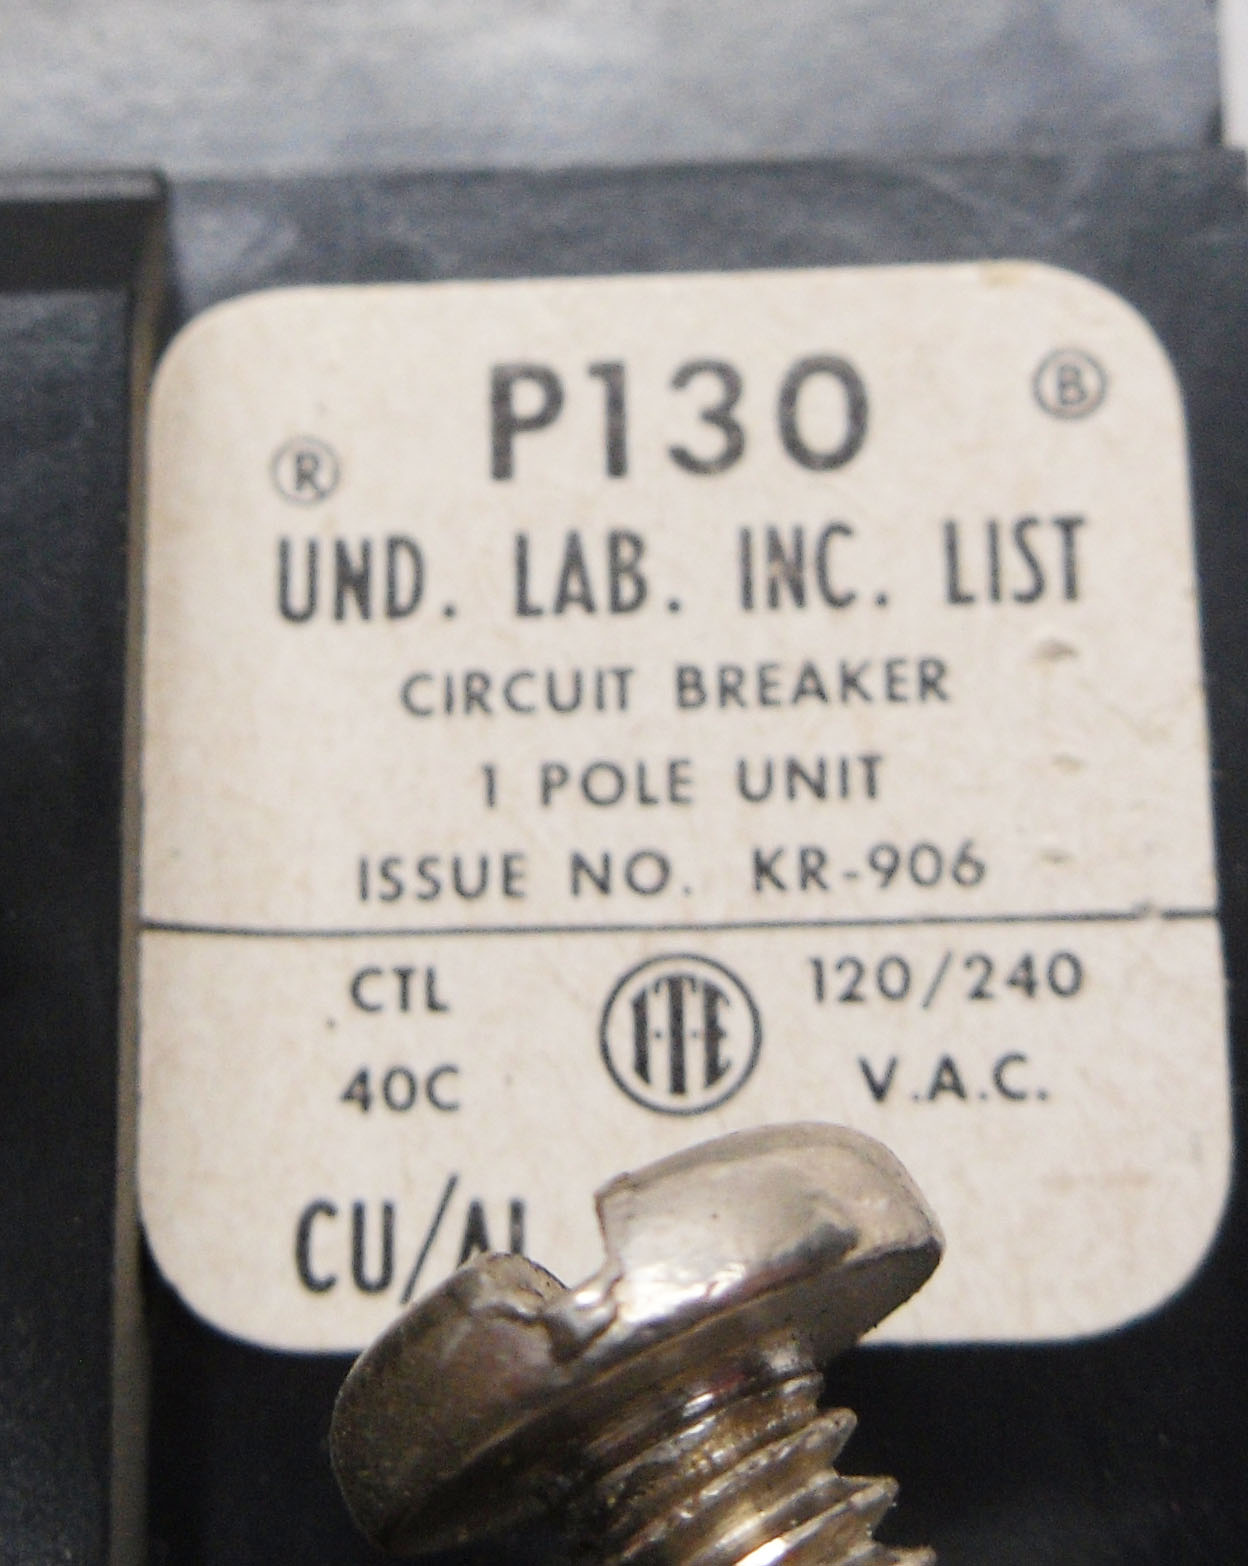 P130 Ⓑ
Ⓡ
UND. LAB. INC. LIST
CIRCUIT BREAKER
1 POLE UNIT
ISSUE NO. KR-906
CTL I-T-E 120/240
40C V.A.C.
CU/AL